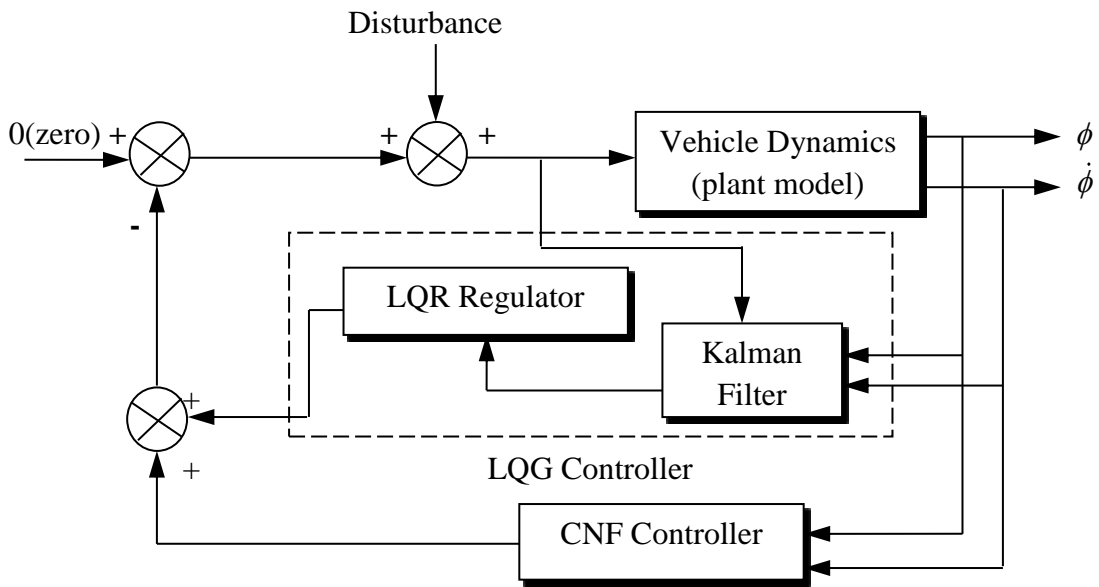 Disturbance
0(zero) +
+
+
Vehicle Dynamics
(plant model)
ϕ
ϕ̇
-
LQR Regulator
Kalman
Filter
+
+
LQG Controller
CNF Controller